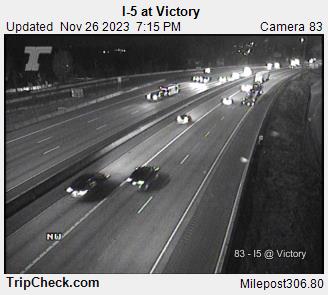 I-5 at Victory
Updated Nov 26 2023 7:15 PM Camera 83
T
NW
83 - I5 @ Victory
TripCheck.com Milepost306.80